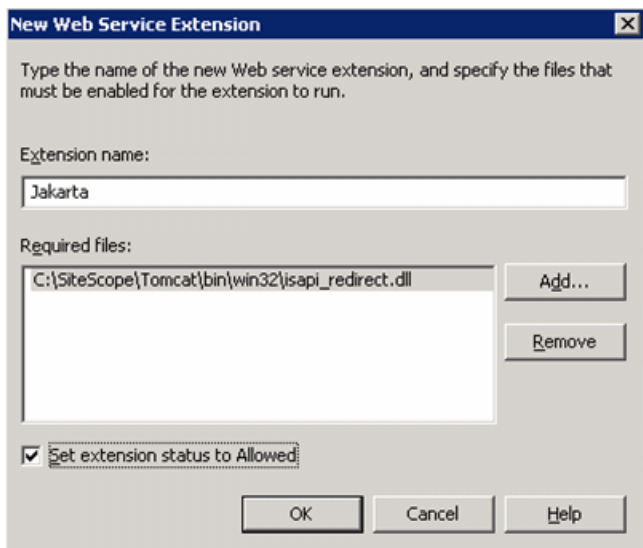 New Web Service Extension
Type the name of the new Web service extension, and specify the files that
must be enabled for the extension to run.
Extension name:
Jakarta
Required files:
C:\SiteScope\Tomcat\bin\win32\isapi_redirect.dll
Add...
Remove
Set extension status to Allowed
OK
Cancel
Help